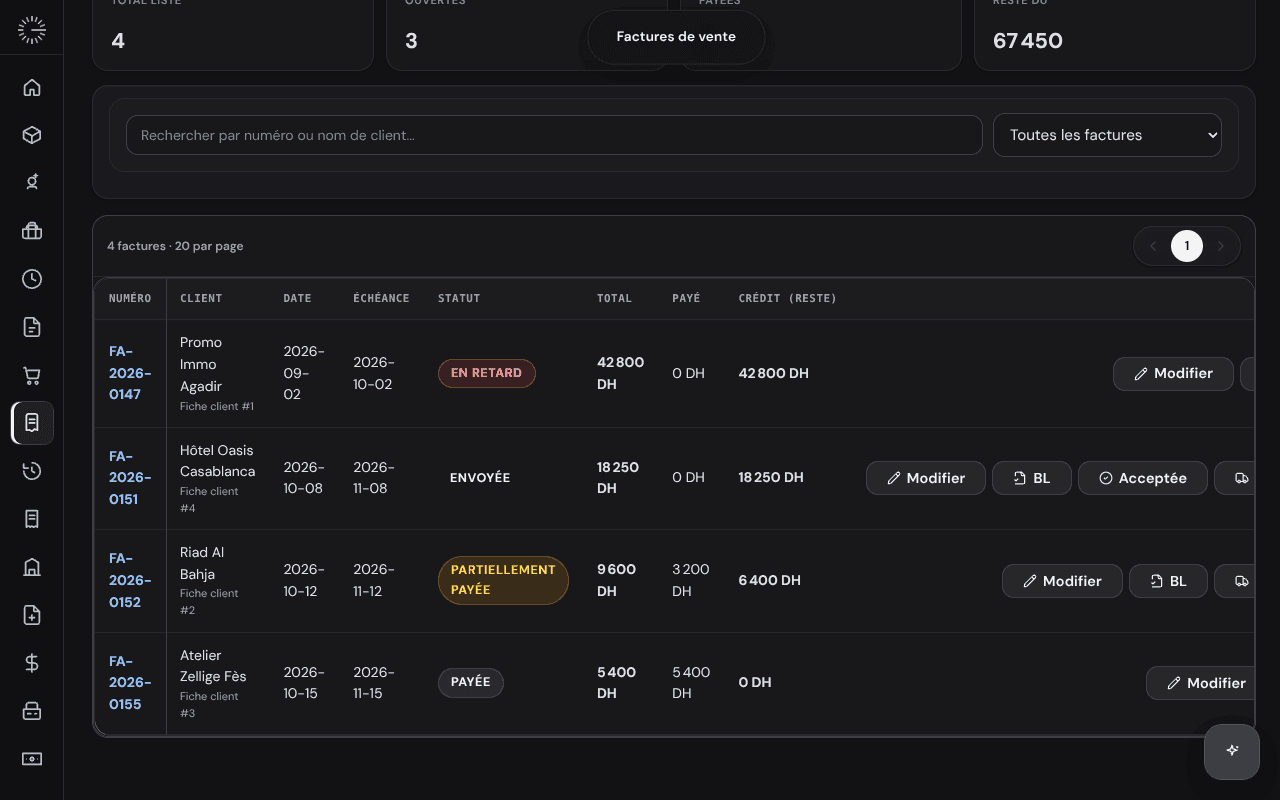 TOTAL LISTÉ
OUVERTES
PAYÉES
RESTE DÛ
4
3
Factures de vente
67 450
Rechercher par numéro ou nom de client...
Toutes les factures
4 factures · 20 par page
1
NUMÉRO
CLIENT
DATE
ÉCHÉANCE
STATUT
TOTAL
PAYÉ
CRÉDIT (RESTE)
FA-
2026-
0147
Promo
Immo
Agadir
Fiche client #1
2026-
09-
02
2026-
10-02
EN RETARD
42 800
DH
0 DH
42 800 DH
Modifier
FA-
2026-
0151
Hôtel Oasis
Casablanca
Fiche client
#4
2026-
10-08
2026-
11-08
ENVOYÉE
18 250
DH
0 DH
18 250 DH
Modifier
BL
Acceptée
FA-
2026-
0152
Riad Al
Bahja
Fiche client
#2
2026-
10-12
2026-
11-12
PARTIELLEMENT
PAYÉE
9 600
DH
3 200
DH
6 400 DH
Modifier
BL
FA-
2026-
0155
Atelier
Zellige Fès
Fiche client
#3
2026-
10-15
2026-
11-15
PAYÉE
5 400
DH
5 400
DH
0 DH
Modifier